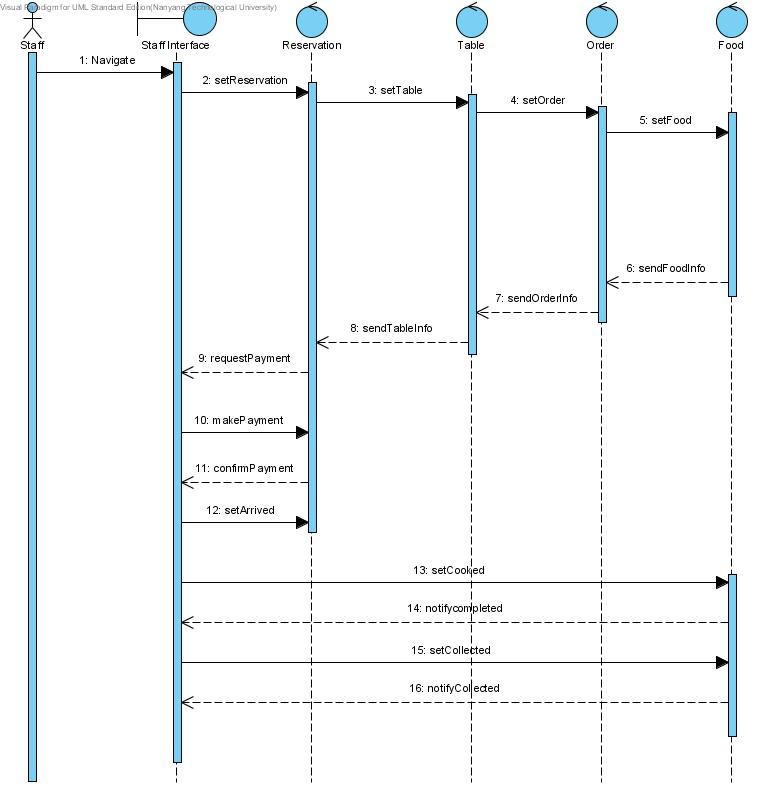 Visual Paradigm for UML Standard Edition(Nanyang Technological University)
Staff
Staff Interface
Reservation
Table
Order
Food
1: Navigate
2: setReservation
3: setTable
4: setOrder
5: setFood
6: sendFoodInfo
7: sendOrderInfo
8: sendTableInfo
9: requestPayment
10: makePayment
11: confirmPayment
12: setArrived
13: setCooked
14: notifycompleted
15: setCollected
16: notifyCollected